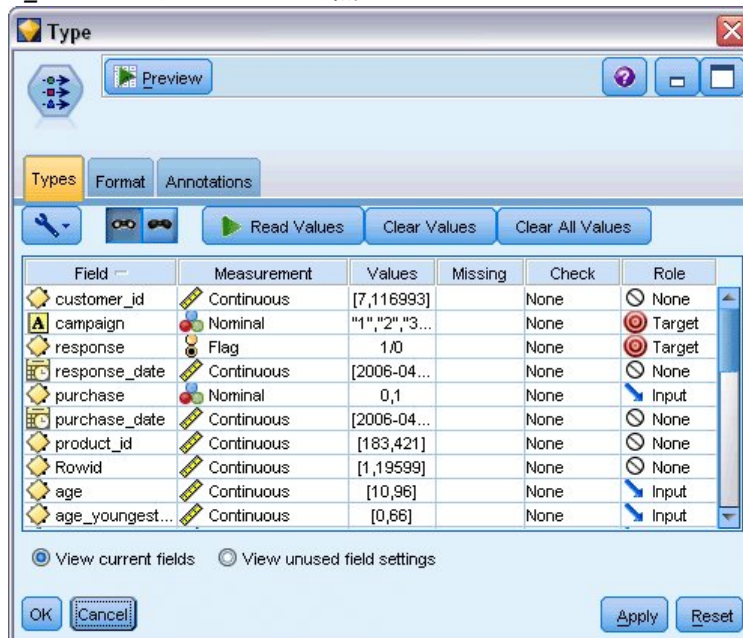 Type
Preview
Types Format Annotations
Read Values Clear Values Clear All Values
Field Measurement Values Missing Check Role
customer_id Continuous [7,116993] None None
A campaign Nominal "1","2","3... None Target
response Flag 1/0 None Target
response_date Continuous [2006-04... None None
purchase Nominal 0,1 None Input
purchase_date Continuous [2006-04... None None
product_id Continuous [183,421] None None
Rowid Continuous [1,19599] None None
age Continuous [10,96] None Input
age_youngest... Continuous [0,66] None Input
View current fields View unused field settings
OK Cancel Apply Reset